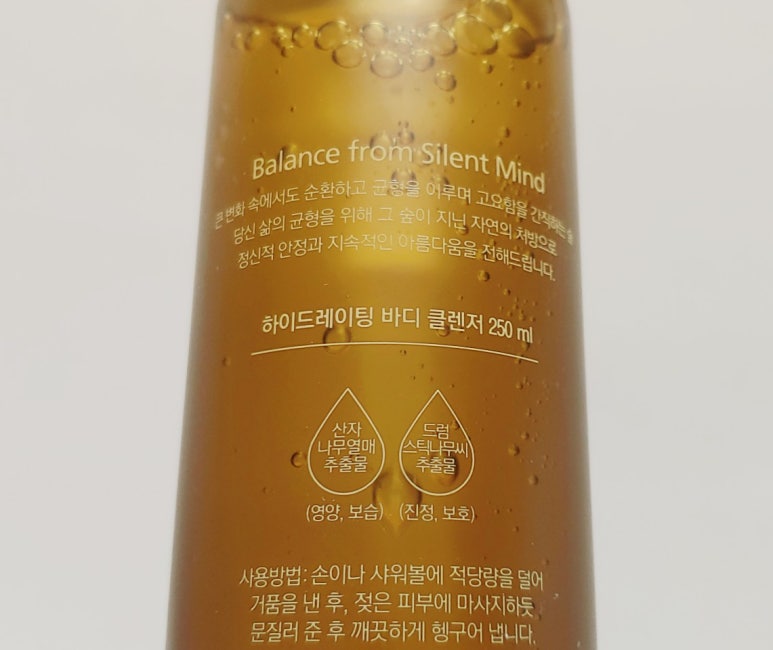 Balance from Silent Mind
큰 변화 속에서도 순환하고 균형을 이루며 고요함을 간직하는 숲
당신 삶의 균형을 위해 그 숲이 지닌 자연의 처방으로
정신적 안정과 지속적인 아름다움을 전해드립니다.
하이드레이팅 바디 클렌저 250 ml
산자
나무열매
추출물
(영양, 보습)
드럼
스틱나무씨
추출물
(진정, 보호)
사용방법: 손이나 샤워볼에 적당량을 덜어
거품을 낸 후, 젖은 피부에 마사지하듯
문질러 준 후 깨끗하게 헹구어 냅니다.